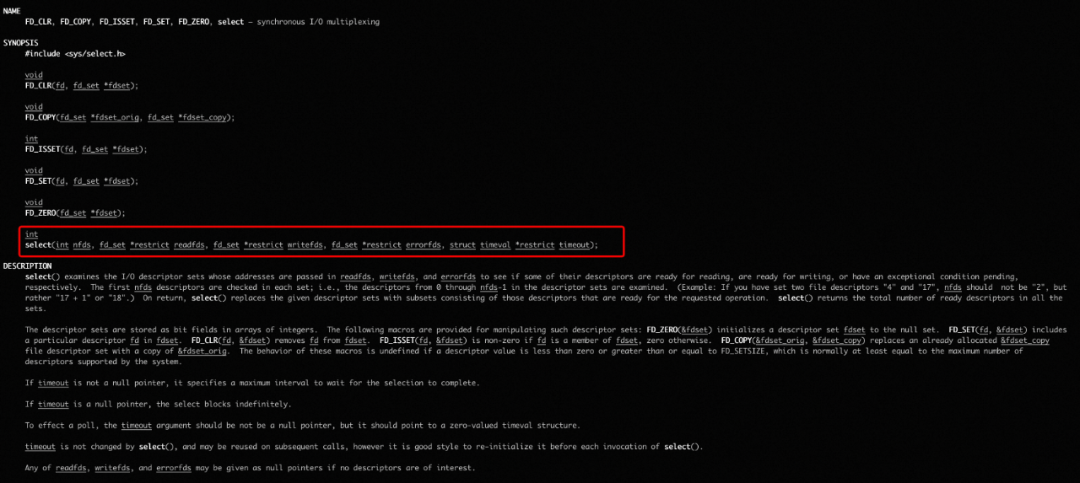 NAME
FD_CLR, FD_COPY, FD_ISSET, FD_SET, FD_ZERO, select – synchronous I/O multiplexing
SYNOPSIS
#include <sys/select.h>
void
FD_CLR(fd, fd_set *fdset);
void
FD_COPY(fd_set *fdset_orig, fd_set *fdset_copy);
int
FD_ISSET(fd, fd_set *fdset);
void
FD_SET(fd, fd_set *fdset);
void
FD_ZERO(fd_set *fdset);
int
select(int nfds, fd_set *restrict readfds, fd_set *restrict writefds, fd_set *restrict errorfds, struct timeval *restrict timeout);
DESCRIPTION
select() examines the I/O descriptor sets whose addresses are passed in readfds, writefds, and errorfds to see if some of their descriptors are ready for reading, are ready for writing, or have an exceptional condition pending,
respectively. The first nfds descriptors are checked in each set; i.e., the descriptors from 0 through nfds-1 in the descriptor sets are examined. (Example: If you have set two file descriptors "4" and "17", nfds should not be "2", but
rather "17 + 1" or "18".) On return, select() replaces the given descriptor sets with subsets consisting of those descriptors that are ready for the requested operation. select() returns the total number of ready descriptors in all the
sets.
The descriptor sets are stored as bit fields in arrays of integers. The following macros are provided for manipulating such descriptor sets: FD_ZERO(&fdset) initializes a descriptor set fdset to the null set. FD_SET(fd, &fdset) includes
a particular descriptor fd in fdset. FD_CLR(fd, &fdset) removes fd from fdset. FD_ISSET(fd, &fdset) is non-zero if fd is a member of fdset, zero otherwise. FD_COPY(&fdset_orig, &fdset_copy) replaces an already allocated &fdset_copy
file descriptor set with a copy of &fdset_orig. The behavior of these macros is undefined if a descriptor value is less than zero or greater than or equal to FD_SETSIZE, which is normally at least equal to the maximum number of
descriptors supported by the system.
If timeout is not a null pointer, it specifies a maximum interval to wait for the selection to complete.
If timeout is a null pointer, the select blocks indefinitely.
To effect a poll, the timeout argument should be not be a null pointer, but it should point to a zero-valued timeval structure.
timeout is not changed by select(), and may be reused on subsequent calls, however it is good style to re-initialize it before each invocation of select().
Any of readfds, writefds, and errorfds may be given as null pointers if no descriptors are of interest.